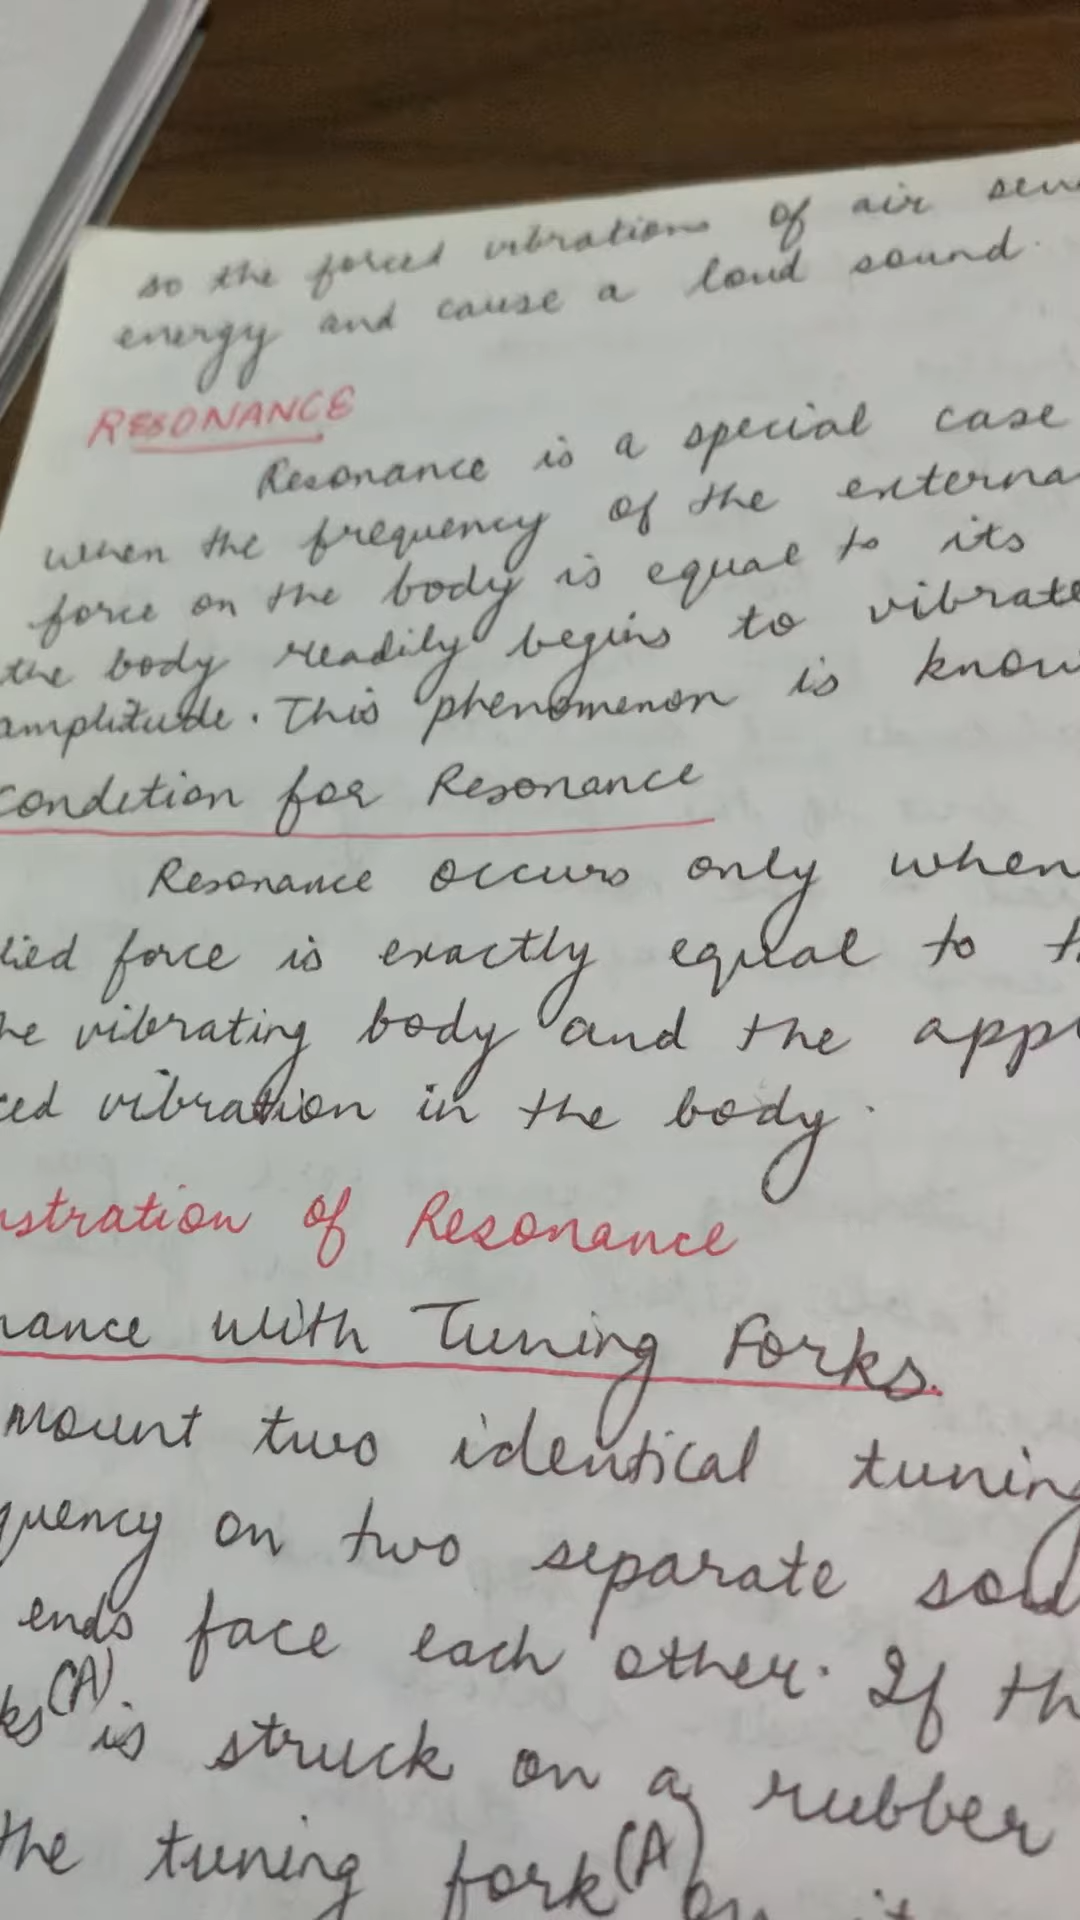 so the forced vibrations of air
energy and cause a loud sound.
RESONANCE
Resonance is a special case
when the frequency of the externa
force on the body is equal to its
the body readily begins to vibrate
amplitude. This phenomenon is know
Condition for Resonance
Resonance occurs only when
lied force is exactly equal to t
he vibrating body and the app
ced vibration in the body.
stration of Resonance
nance with Tuning Forks.
mount two identical tuning
quency on two separate sou
ends face each other. If th
ks (A) is struck on a rubber
the tuning fork (A)